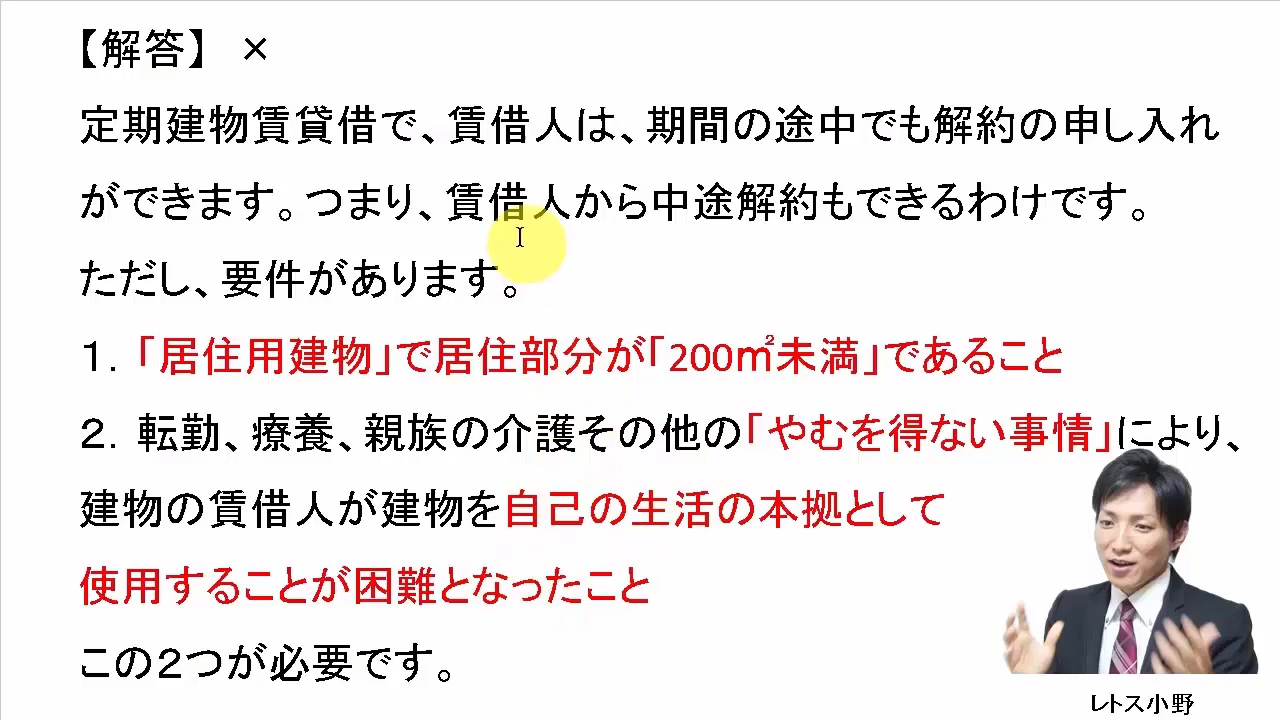 【解答】 ×
定期建物賃貸借で、賃借人は、期間の途中でも解約の申し入れ
ができます。つまり、賃借人から中途解約もできるわけです。
ただし、要件があります。
１．「居住用建物」で居住部分が「200㎡未満」であること
２．転勤、療養、親族の介護その他の「やむを得ない事情」により、
建物の賃借人が建物を自己の生活の本拠として
使用することが困難となったこと
この２つが必要です。
レトス小野